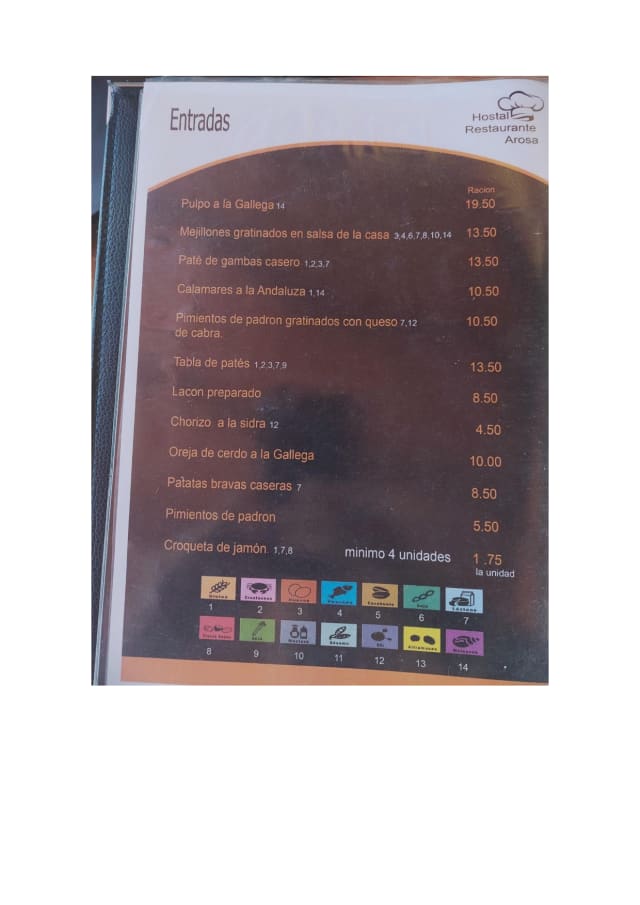 Entradas
Hostal
Restaurante
Arosa
Racion
Pulpo a la Gallega 14 19.50
Mejillones gratinados en salsa de la casa 3,4,6,7,8,10,14 13.50
Paté de gambas casero 1,2,3,7 13.50
Calamares a la Andaluza 1,14 10.50
Pimientos de padron gratinados con queso 7,12 10.50
de cabra.
Tabla de patés 1,2,3,7,9 13.50
Lacon preparado 8.50
Chorizo a la sidra 12 4.50
Oreja de cerdo a la Gallega 10.00
Patatas bravas caseras 7 8.50
Pimientos de padron 5.50
Croqueta de jamón. 1,7,8 minimo 4 unidades 1 .75
la unidad
1 2 3 4 5 6 7
8 9 10 11 12 13 14